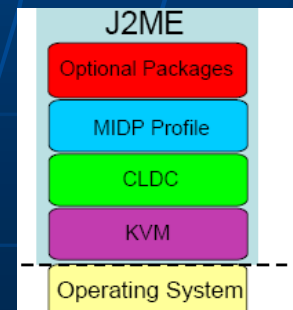 J2ME
Optional Packages
MIDP Profile
CLDC
KVM
Operating System